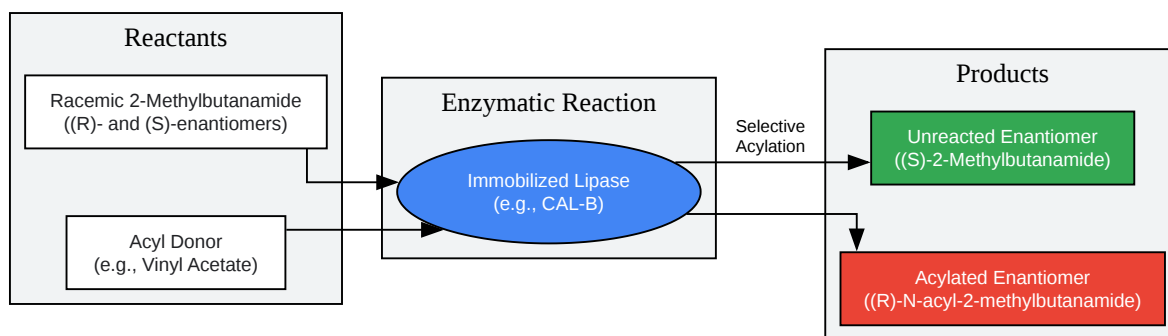 Reactants
Racemic 2-Methylbutanamide
((R)- and (S)-enantiomers)
Acyl Donor
(e.g., Vinyl Acetate)
Enzymatic Reaction
Immobilized Lipase
(e.g., CAL-B)
Selective
Acylation
Products
Unreacted Enantiomer
((S)-2-Methylbutanamide)
Acylated Enantiomer
((R)-N-acyl-2-methylbutanamide)